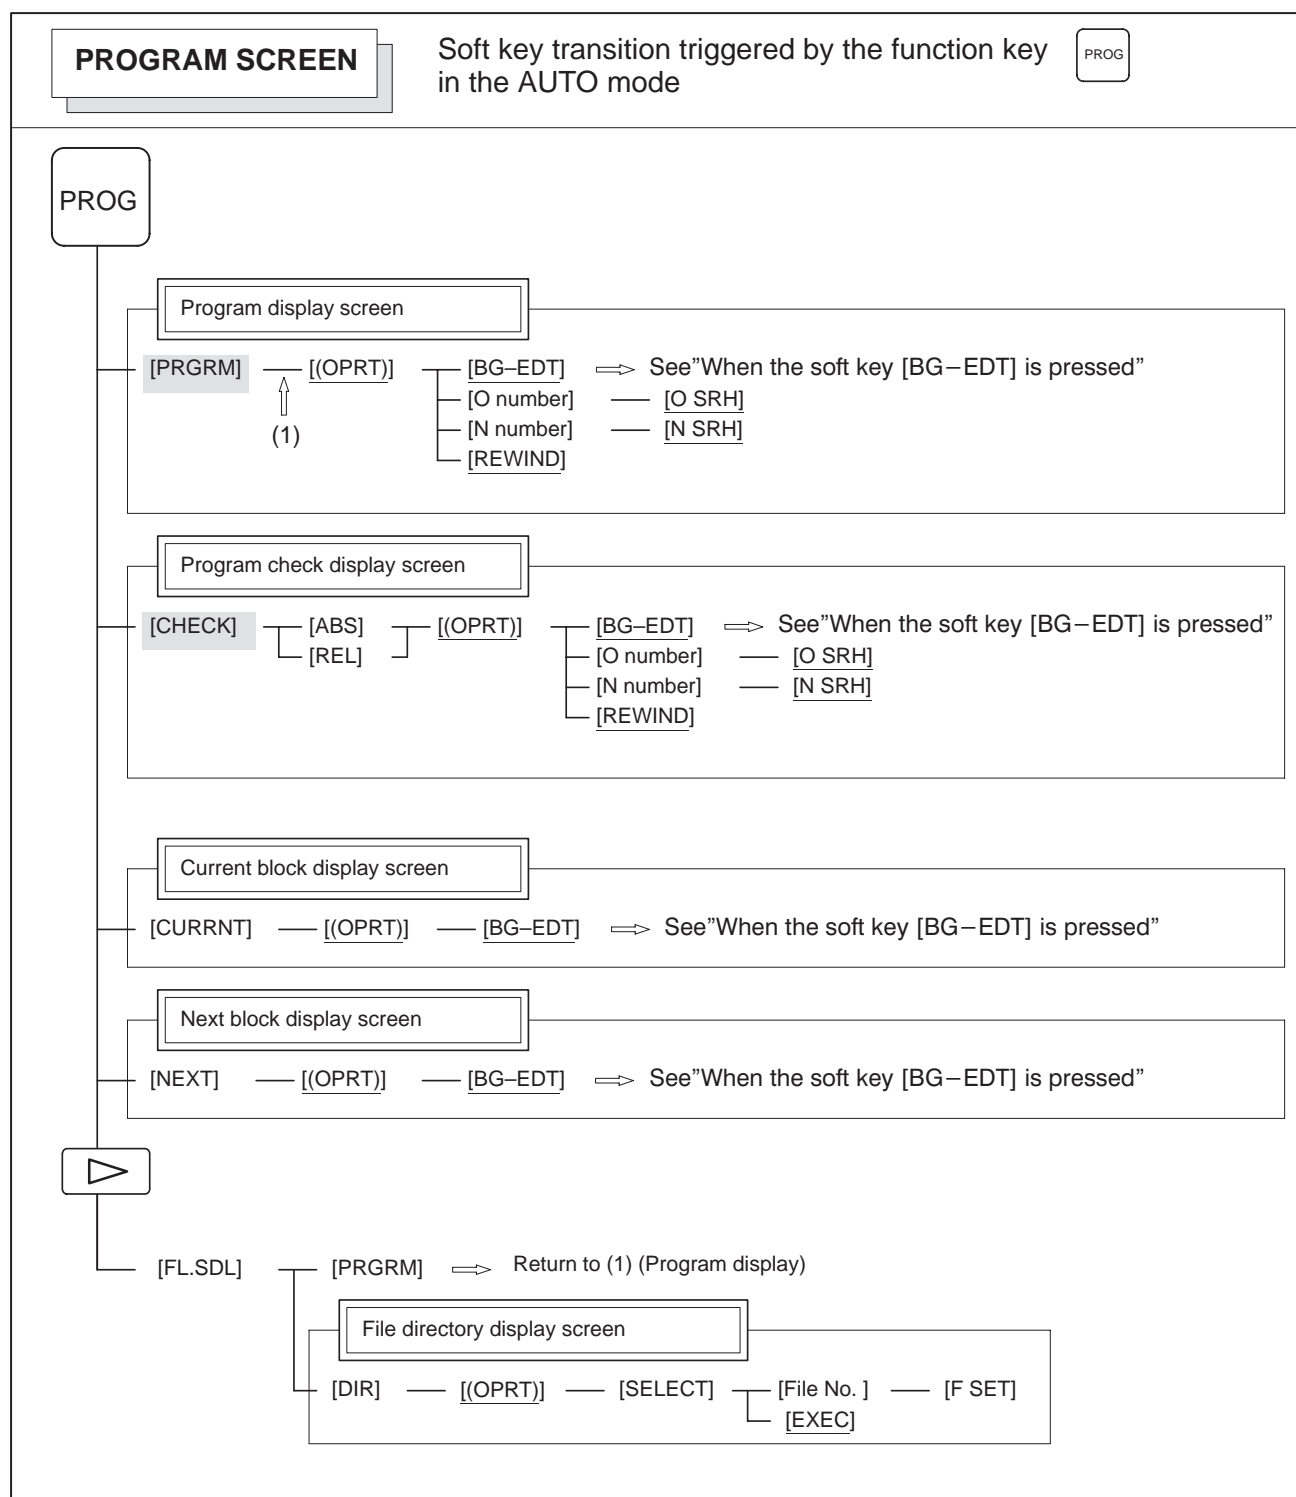 PROGRAM SCREEN
Soft key transition triggered by the function key
in the AUTO mode
PROG
PROG
Program display screen
[PRGRM] [(OPRT)] [BG–EDT] See”When the soft key [BG–EDT] is pressed”
[O number] [O SRH]
(1) [N number] [N SRH]
[REWIND]
Program check display screen
[CHECK] [ABS] [(OPRT)] [BG–EDT] See”When the soft key [BG–EDT] is pressed”
[REL] [O number] [O SRH]
[N number] [N SRH]
[REWIND]
Current block display screen
[CURRNT] [(OPRT)] [BG–EDT] See”When the soft key [BG–EDT] is pressed”
Next block display screen
[NEXT] [(OPRT)] [BG–EDT] See”When the soft key [BG–EDT] is pressed”
[FL.SDL] [PRGRM] Return to (1) (Program display)
File directory display screen
[DIR] [(OPRT)] [SELECT] [File No. ] [F SET]
[EXEC]